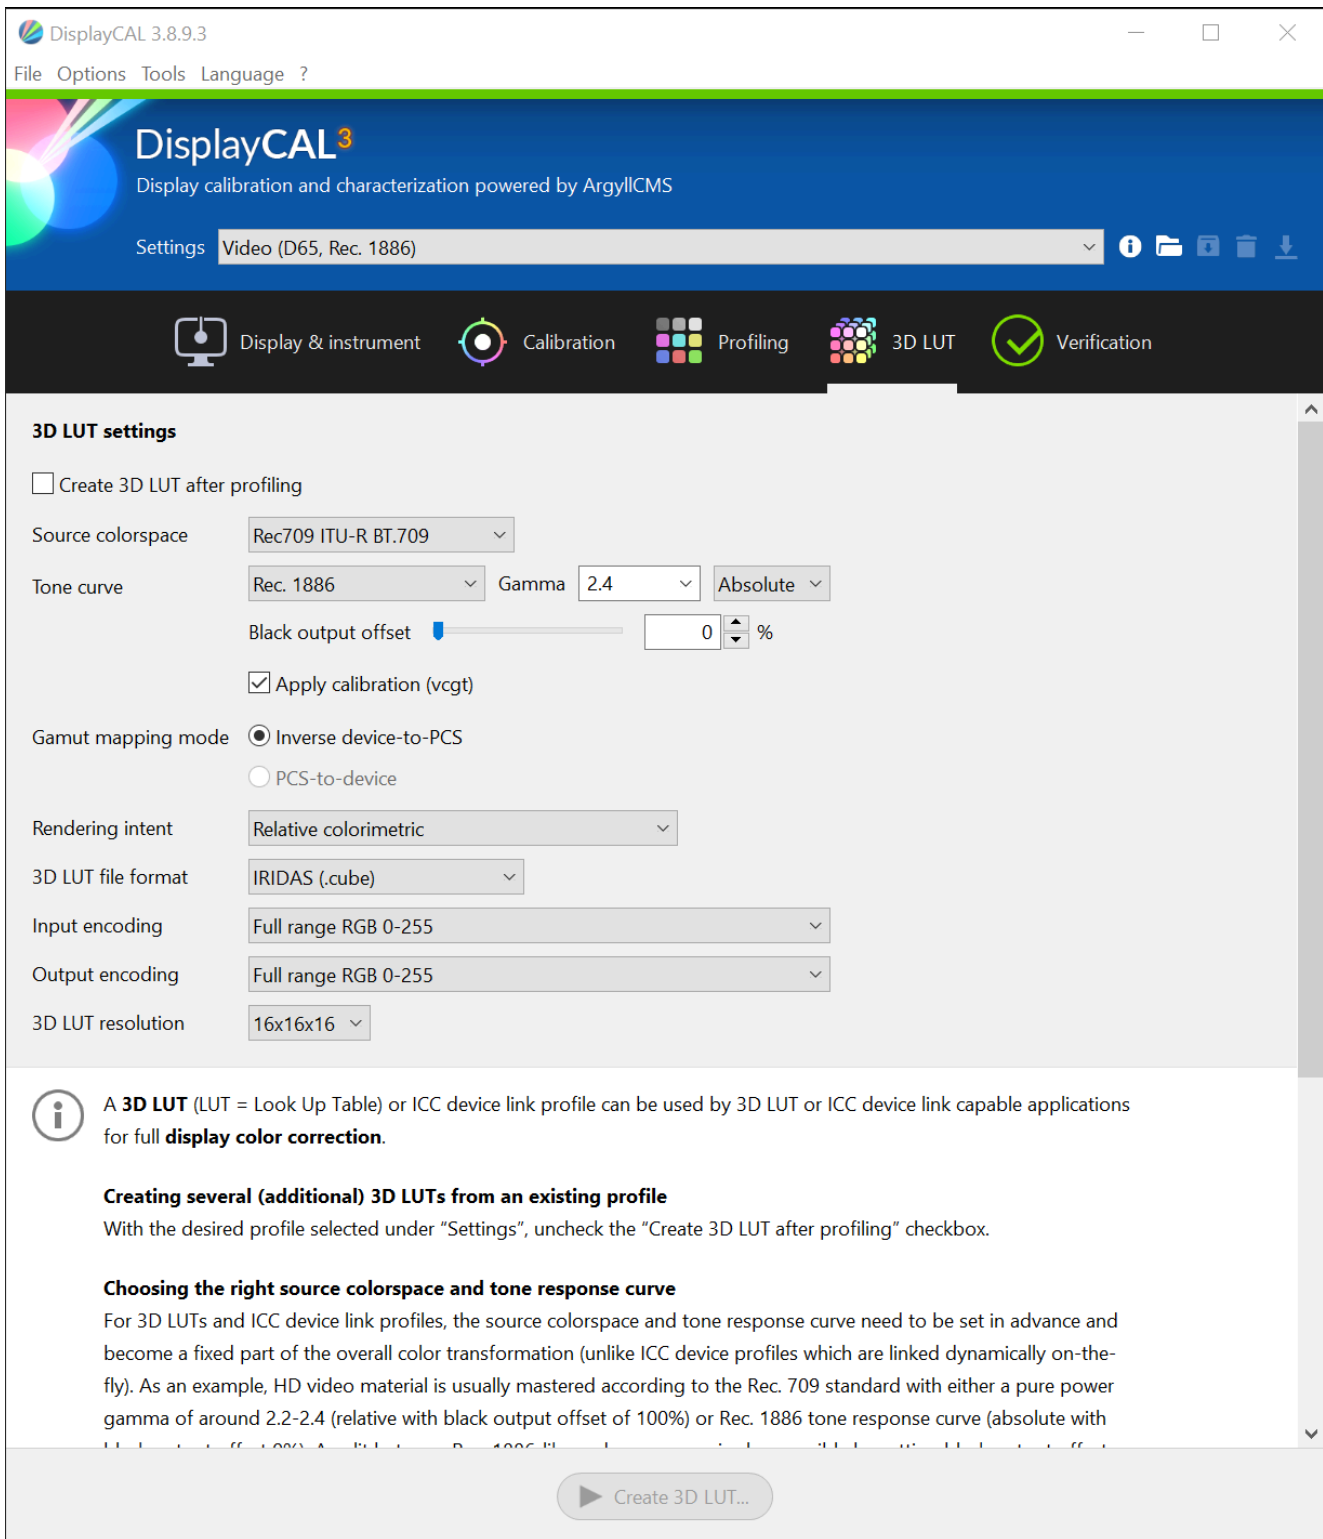 DisplayCAL 3.8.9.3
File Options Tools Language ?
DisplayCAL3
Display calibration and characterization powered by ArgyllCMS
Settings Video (D65, Rec. 1886)
Display & instrument Calibration Profiling 3D LUT Verification
3D LUT settings
Create 3D LUT after profiling
Source colorspace Rec709 ITU-R BT.709
Tone curve Rec. 1886 Gamma 2.4 Absolute
Black output offset 0 %
Apply calibration (vcgt)
Gamut mapping mode Inverse device-to-PCS
PCS-to-device
Rendering intent Relative colorimetric
3D LUT file format IRIDAS (.cube)
Input encoding Full range RGB 0-255
Output encoding Full range RGB 0-255
3D LUT resolution 16x16x16
A 3D LUT (LUT = Look Up Table) or ICC device link profile can be used by 3D LUT or ICC device link capable applications
for full display color correction.
Creating several (additional) 3D LUTs from an existing profile
With the desired profile selected under “Settings”, uncheck the “Create 3D LUT after profiling” checkbox.
Choosing the right source colorspace and tone response curve
For 3D LUTs and ICC device link profiles, the source colorspace and tone response curve need to be set in advance and
become a fixed part of the overall color transformation (unlike ICC device profiles which are linked dynamically on-the-
fly). As an example, HD video material is usually mastered according to the Rec. 709 standard with either a pure power
gamma of around 2.2-2.4 (relative with black output offset of 100%) or Rec. 1886 tone response curve (absolute with
Create 3D LUT...